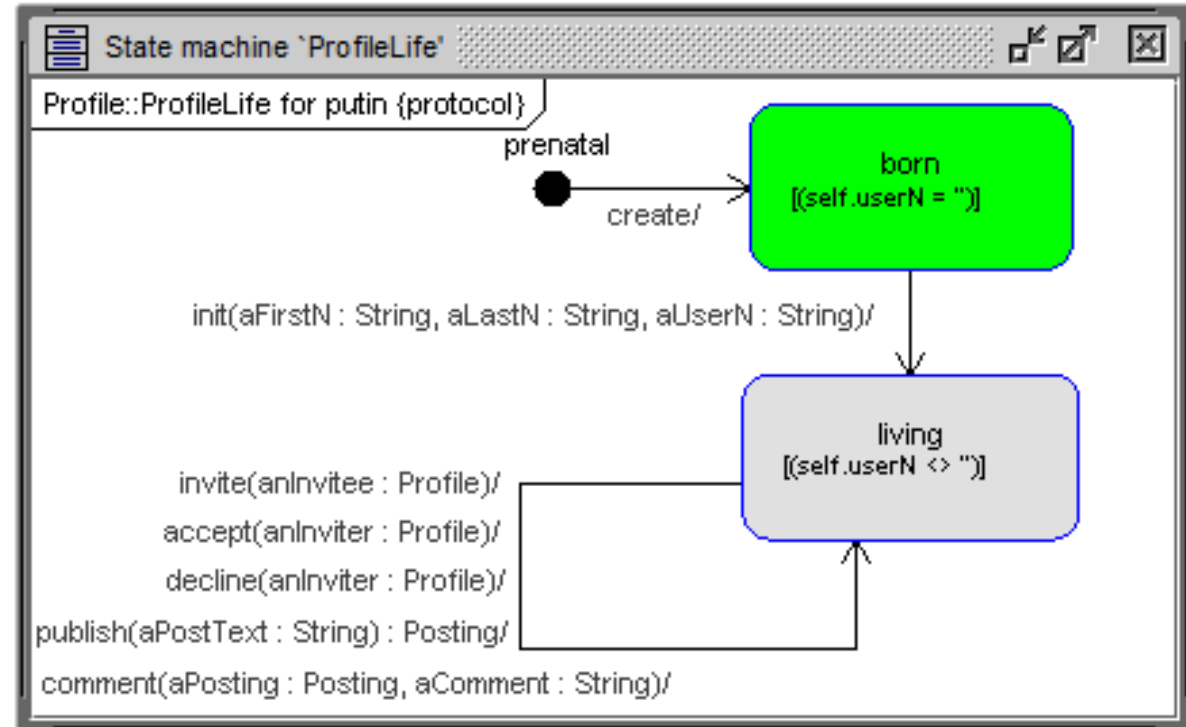 State machine `ProfileLife'
Profile::ProfileLife for putin {protocol}
prenatal
born
[(self.userN = '')]
create/
init(aFirstN : String, aLastN : String, aUserN : String)/
living
[(self.userN <> '')]
invite(anInvitee : Profile)/
accept(anInviter : Profile)/
decline(anInviter : Profile)/
publish(aPostText : String) : Posting/
comment(aPosting : Posting, aComment : String)/